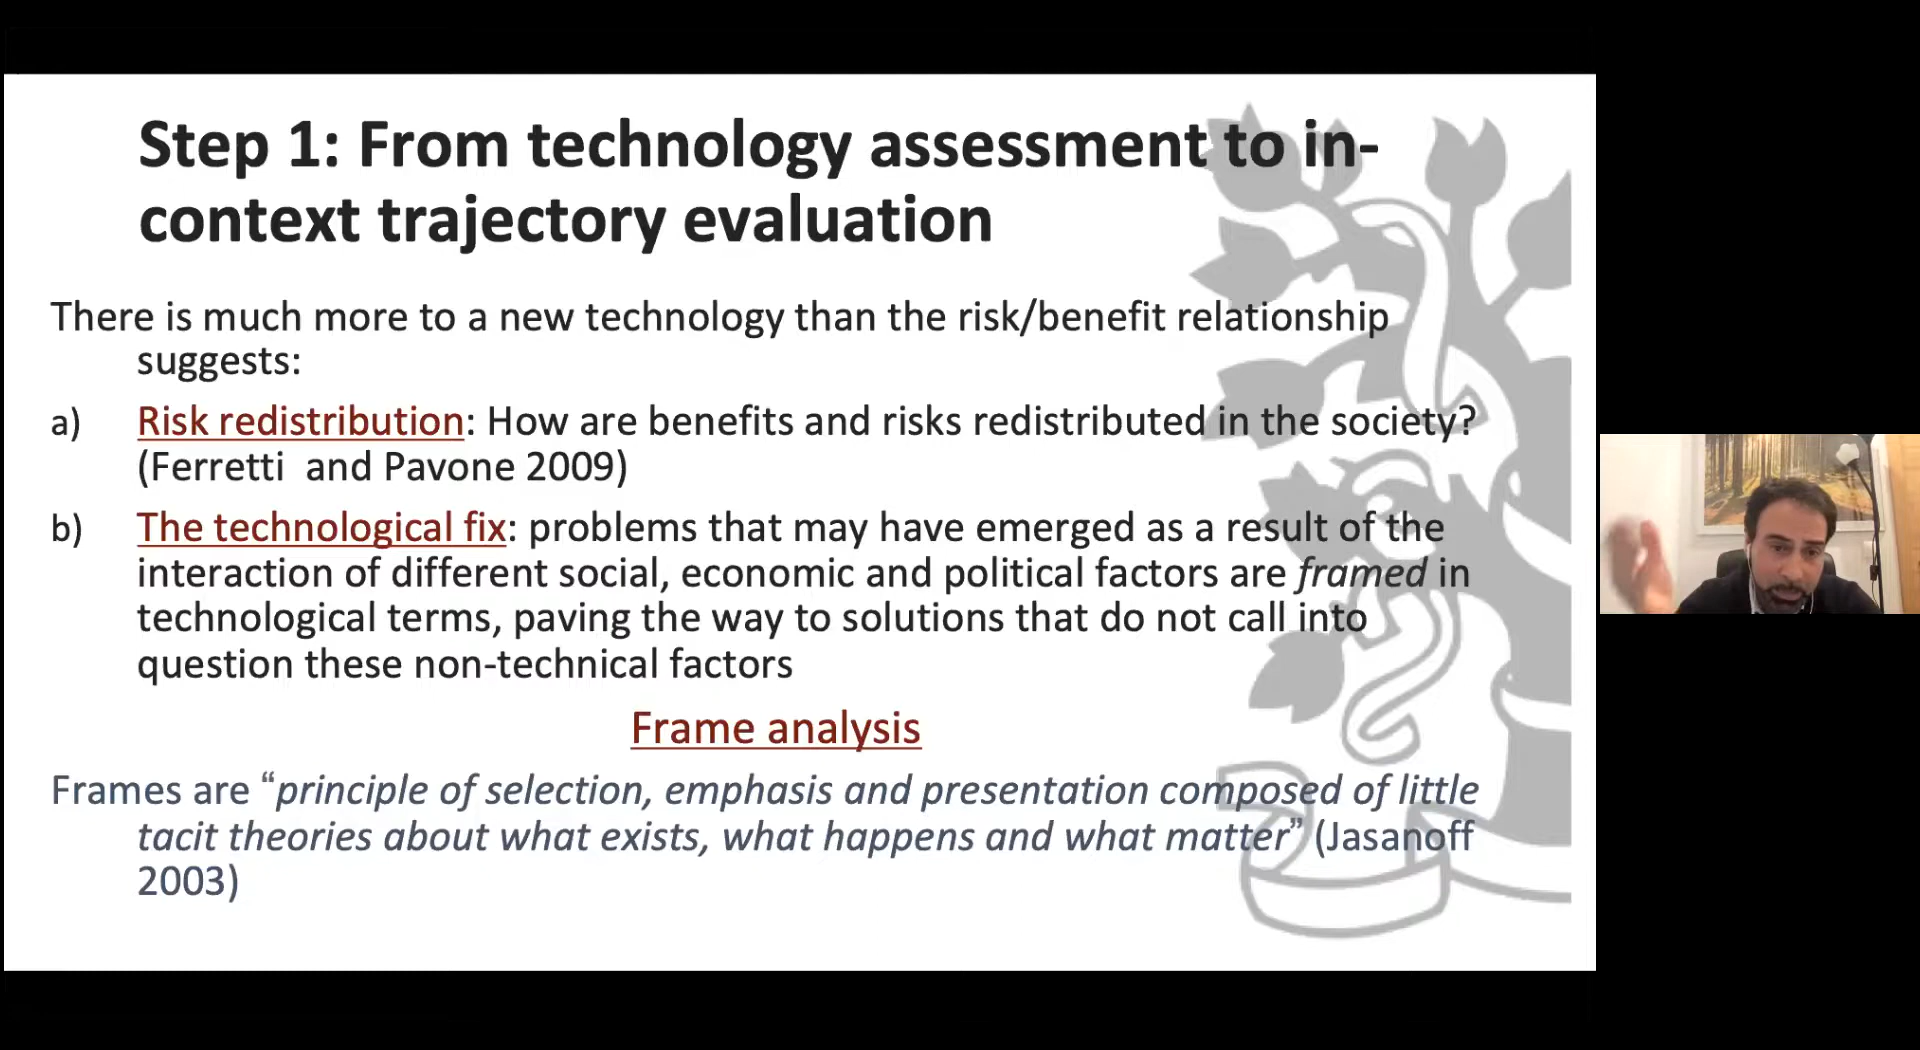 Step 1: From technology assessment to in-
context trajectory evaluation
There is much more to a new technology than the risk/benefit relationship
suggests:
a) Risk redistribution: How are benefits and risks redistributed in the society?
(Ferretti  and Pavone 2009)
b) The technological fix: problems that may have emerged as a result of the
interaction of different social, economic and political factors are framed in
technological terms, paving the way to solutions that do not call into
question these non-technical factors
Frame analysis
Frames are “principle of selection, emphasis and presentation composed of little
tacit theories about what exists, what happens and what matter” (Jasanoff
2003)